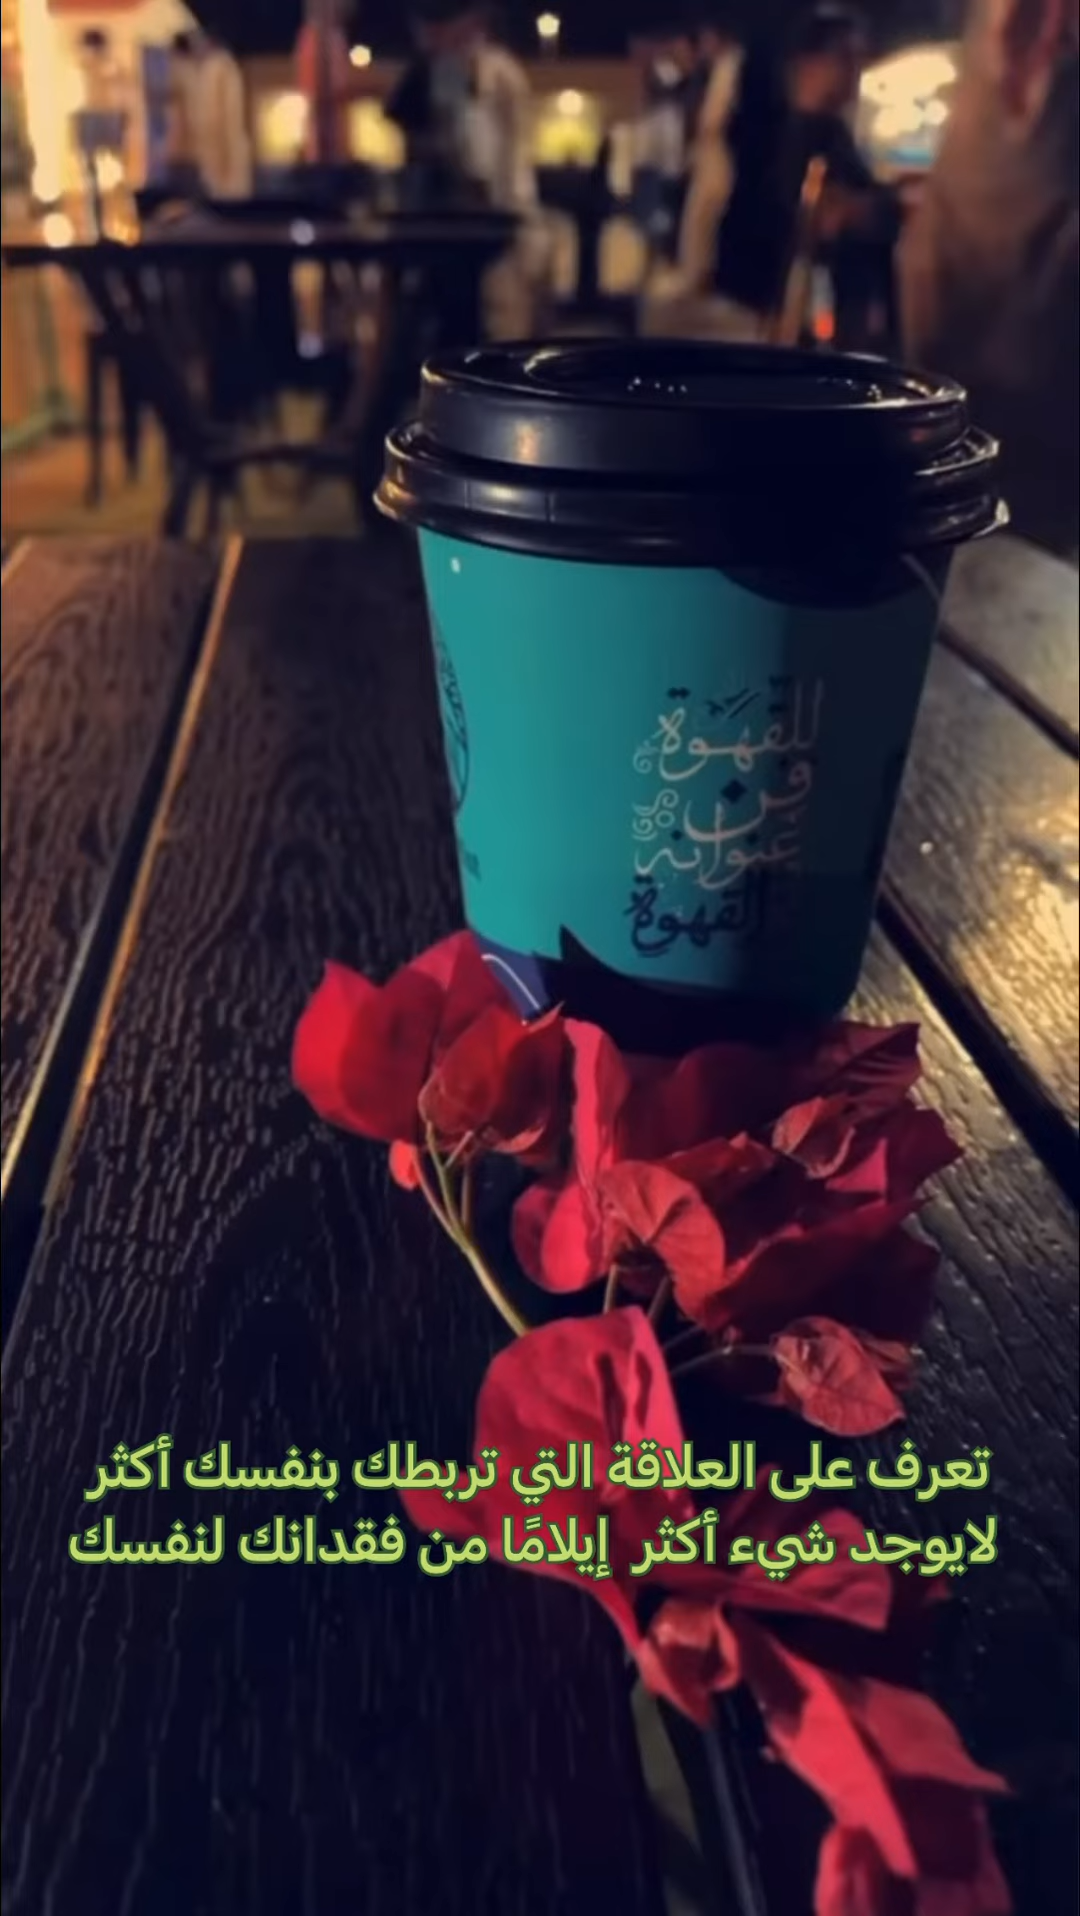 للقهوة
فن
عنوانه
القهوة
تعرف على العلاقة التي تربطك بنفسك أكثر
لايوجد شيء أكثر إيلامًا من فقدانك لنفسك